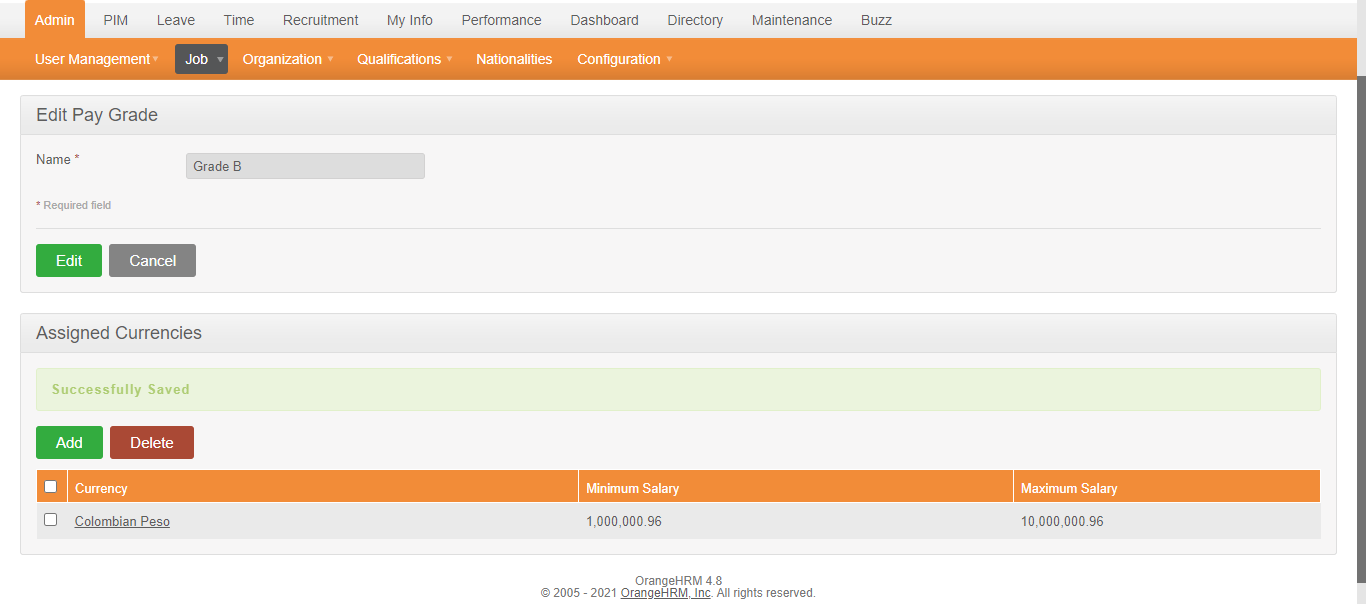 Admin PIM Leave Time Recruitment My Info Performance Dashboard Directory Maintenance Buzz
User Management Job Organization Qualifications Nationalities Configuration
Edit Pay Grade
Name * Grade B
* Required field
Edit Cancel
Assigned Currencies
Successfully Saved
Add Delete
Currency Minimum Salary Maximum Salary
Colombian Peso 1,000,000.96 10,000,000.96
OrangeHRM 4.8
© 2005 - 2021 OrangeHRM, Inc. All rights reserved.